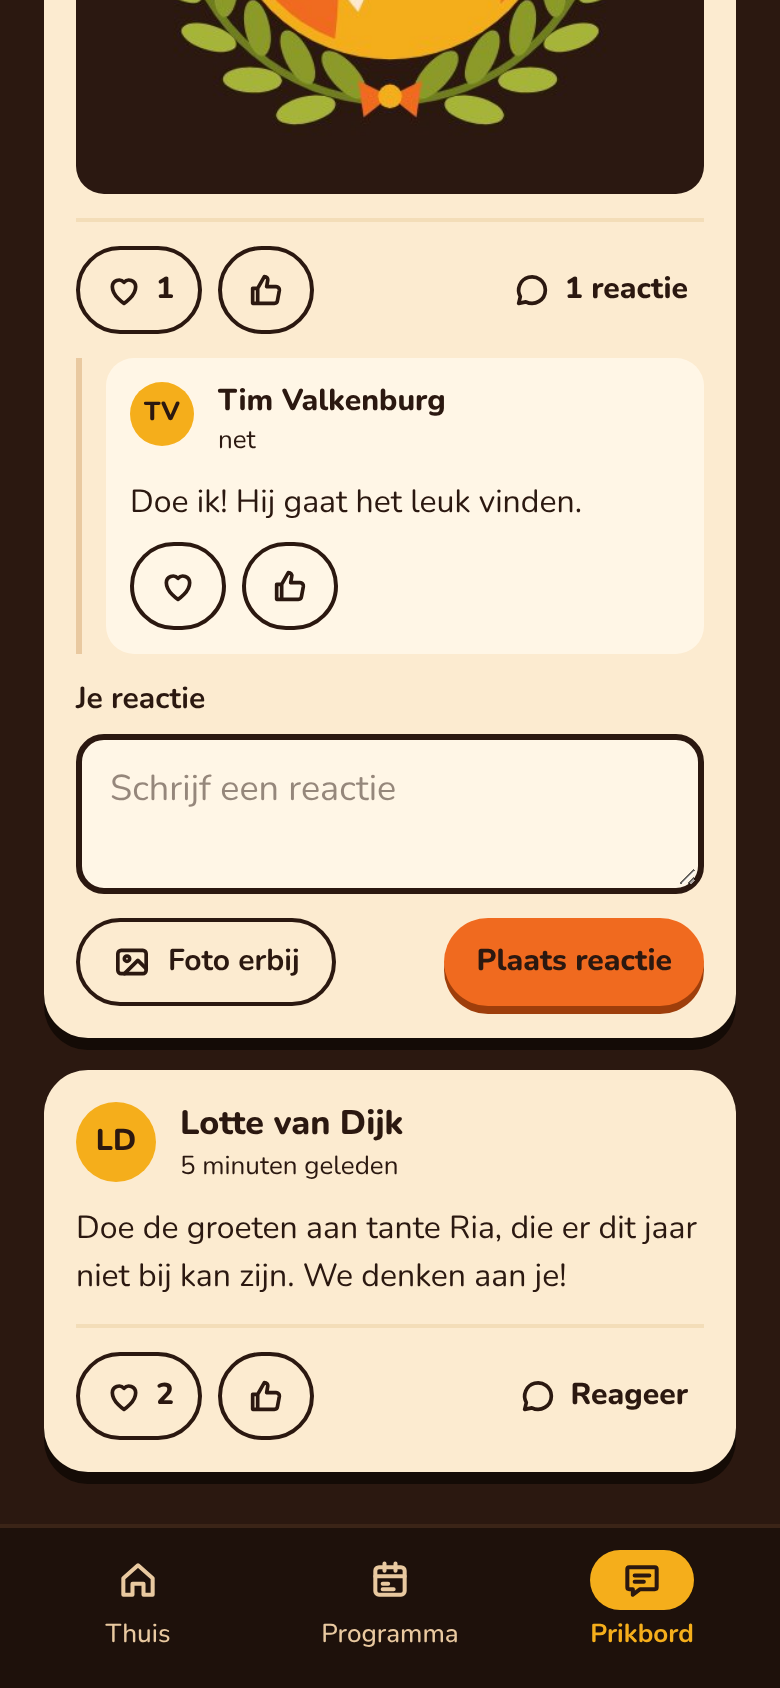 1
1 reactie
TV
Tim Valkenburg
net
Doe ik! Hij gaat het leuk vinden.
Je reactie
Schrijf een reactie
Foto erbij
Plaats reactie
LD
Lotte van Dijk
5 minuten geleden
Doe de groeten aan tante Ria, die er dit jaar
niet bij kan zijn. We denken aan je!
2
Reageer
Thuis
Programma
Prikbord